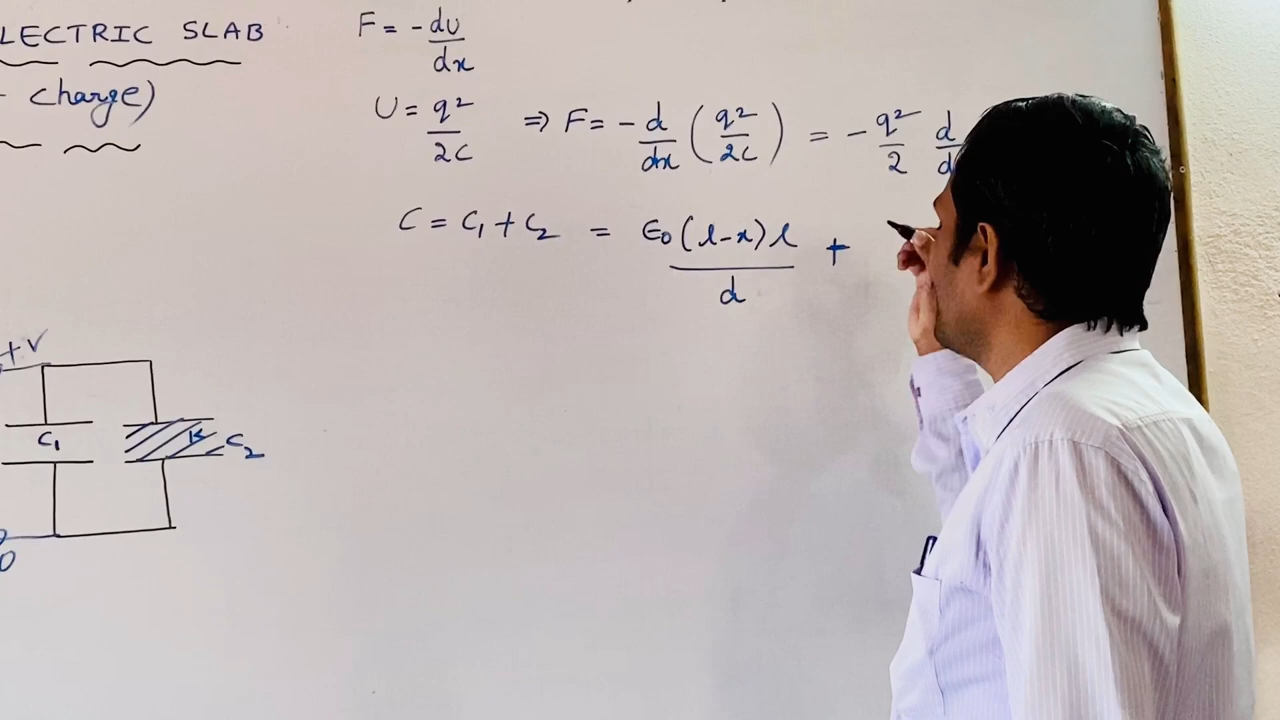 LECTRIC SLAB
charge)
F = - dU/dx
U = q²/2C ⇒ F = - d/dx (q²/2C) = - q²/2 d/d
C = C₁ + C₂ = ε₀(l-x)l/d +
+V
C₁
K
C₂
0